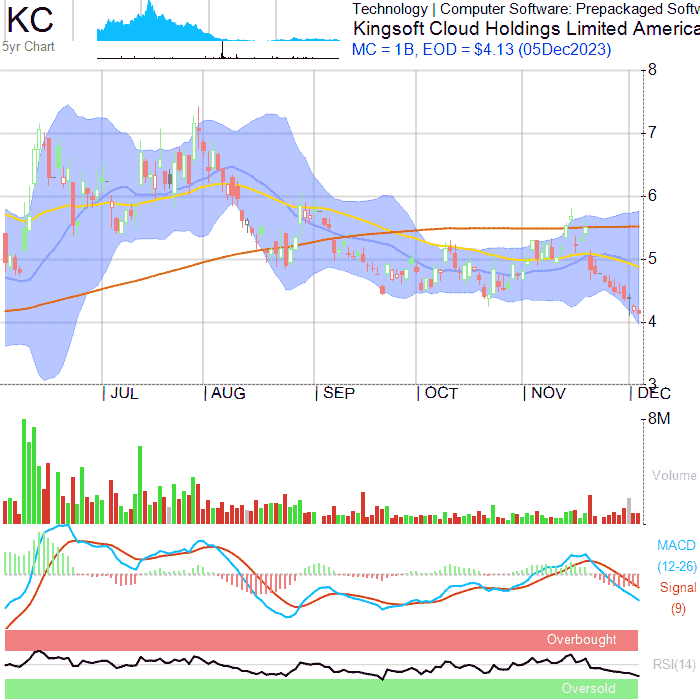 KC
5yr Chart
Technology | Computer Software: Prepackaged Softw
Kingsoft Cloud Holdings Limited America
MC = 1B, EOD = $4.13 (05Dec2023)
8
7
6
5
4
3
JUL AUG SEP OCT NOV DEC
8M
Volume
MACD
(12-26)
Signal
(9)
Overbought
RSI(14)
Oversold